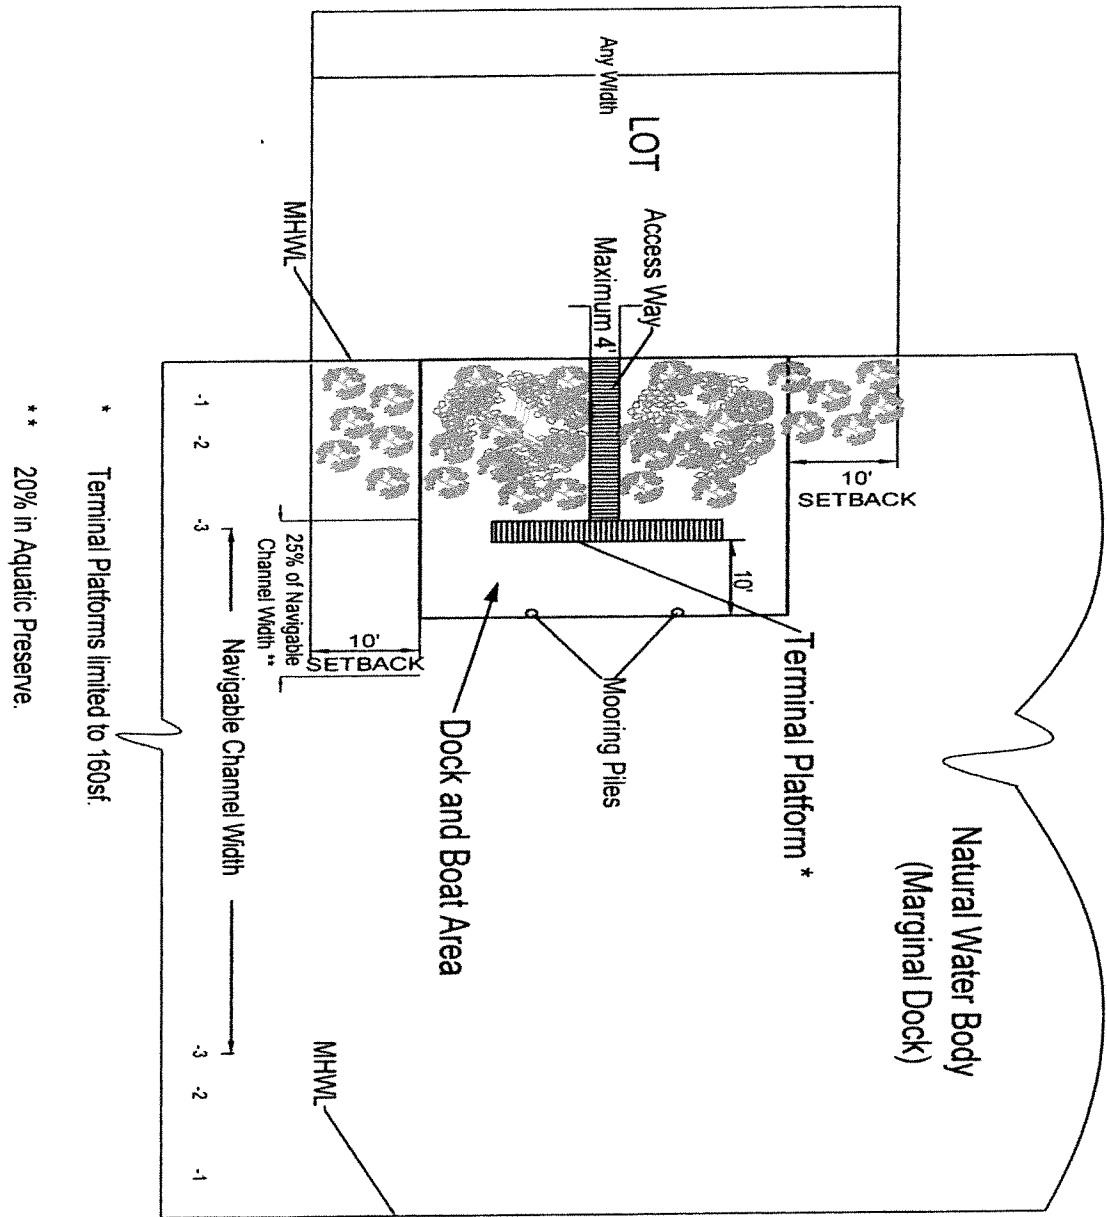 Natural Water Body
(Marginal Dock)
Any Width
LOT
Access Way
Maximum 4'
MHWL
10'
SETBACK
10'
Terminal Platform *
Mooring Piles
Dock and Boat Area
10'
SETBACK
25% of Navigable
Channel Width **
-1
-2
-3
Navigable Channel Width
-3
-2
-1
MHWL
* Terminal Platforms limited to 160sf.
** 20% in Aquatic Preserve.